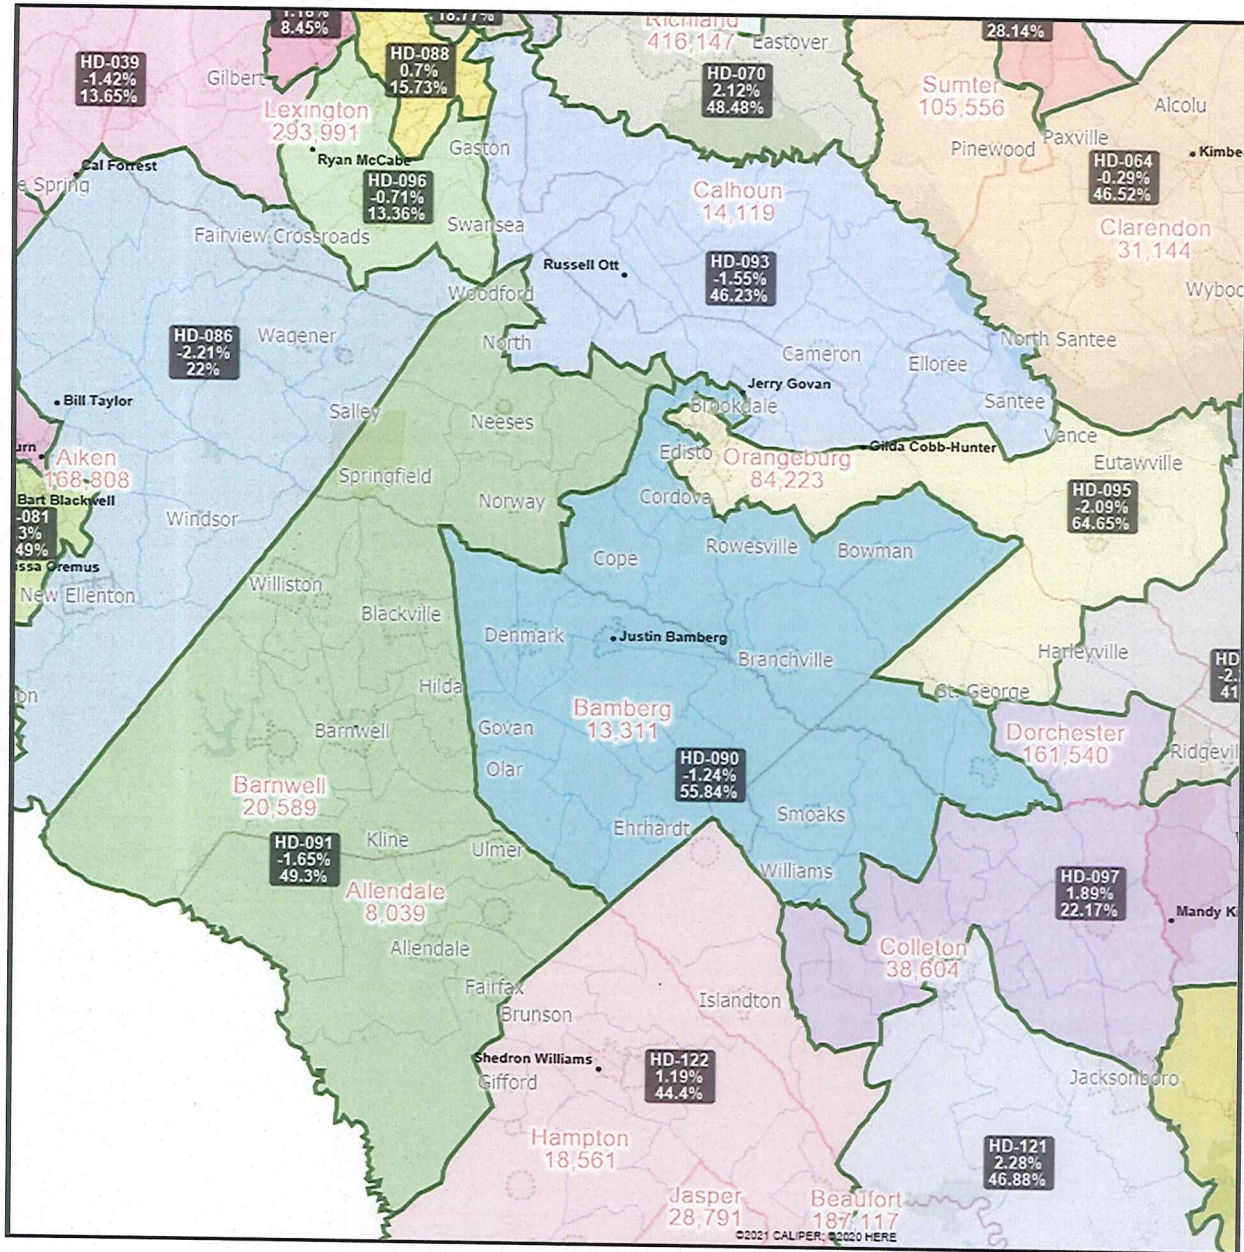 8.45%
HD-088
0.7%
15.73%
Richland
416,147
Eastover
28.14%
HD-039
-1.42%
13.65%
Gilbert
HD-070
2.12%
48.48%
Sumter
105,556
Alcolu
Lexington
293,991
Ryan McCabe
Gaston
Pinewood
Paxville
HD-064
-0.29%
46.52%
Kimbe
Cal Forrest
e Spring
HD-096
-0.71%
13.36%
Calhoun
14,119
Clarendon
31,144
Fairview Crossroads
Swansea
Russell Ott
HD-093
-1.55%
46.23%
Woodford
Wyboo
HD-086
-2.21%
22%
Wagener
North
Cameron
Elloree
North Santee
Bill Taylor
Salley
Neeses
Jerry Govan
Brookdale
Santee
urn
Aiken
168,808
Edisto
Orangeburg
84,223
Gilda Cobb-Hunter
Vance
Eutawville
Springfield
Bart Blackwell
-081
3%
49%
Windsor
Norway
Cordova
HD-095
-2.09%
64.65%
issa Oremus
New Ellenton
Cope
Rowesville
Bowman
Williston
Blackville
Denmark
Justin Bamberg
Branchville
Harleyville
HD
-2.
41
on
Hilda
St. George
Barnwell
Govan
Bamberg
13,311
Dorchester
161,540
Ridgevil
Olar
HD-090
-1.24%
55.84%
Barnwell
20,589
Smoaks
HD-091
-1.65%
49.3%
Kline
Ulmer
Ehrhardt
Williams
HD-097
1.89%
22.17%
Mandy K
Allendale
8,039
Allendale
Colleton
38,604
Fairfax
Brunson
Islandton
Shedron Williams
Gifford
HD-122
1.19%
44.4%
Jacksonboro
Hampton
18,561
HD-121
2.28%
46.88%
Jasper
28,791
Beaufort
187,117
©2021 CALIPER; ©2020 HERE